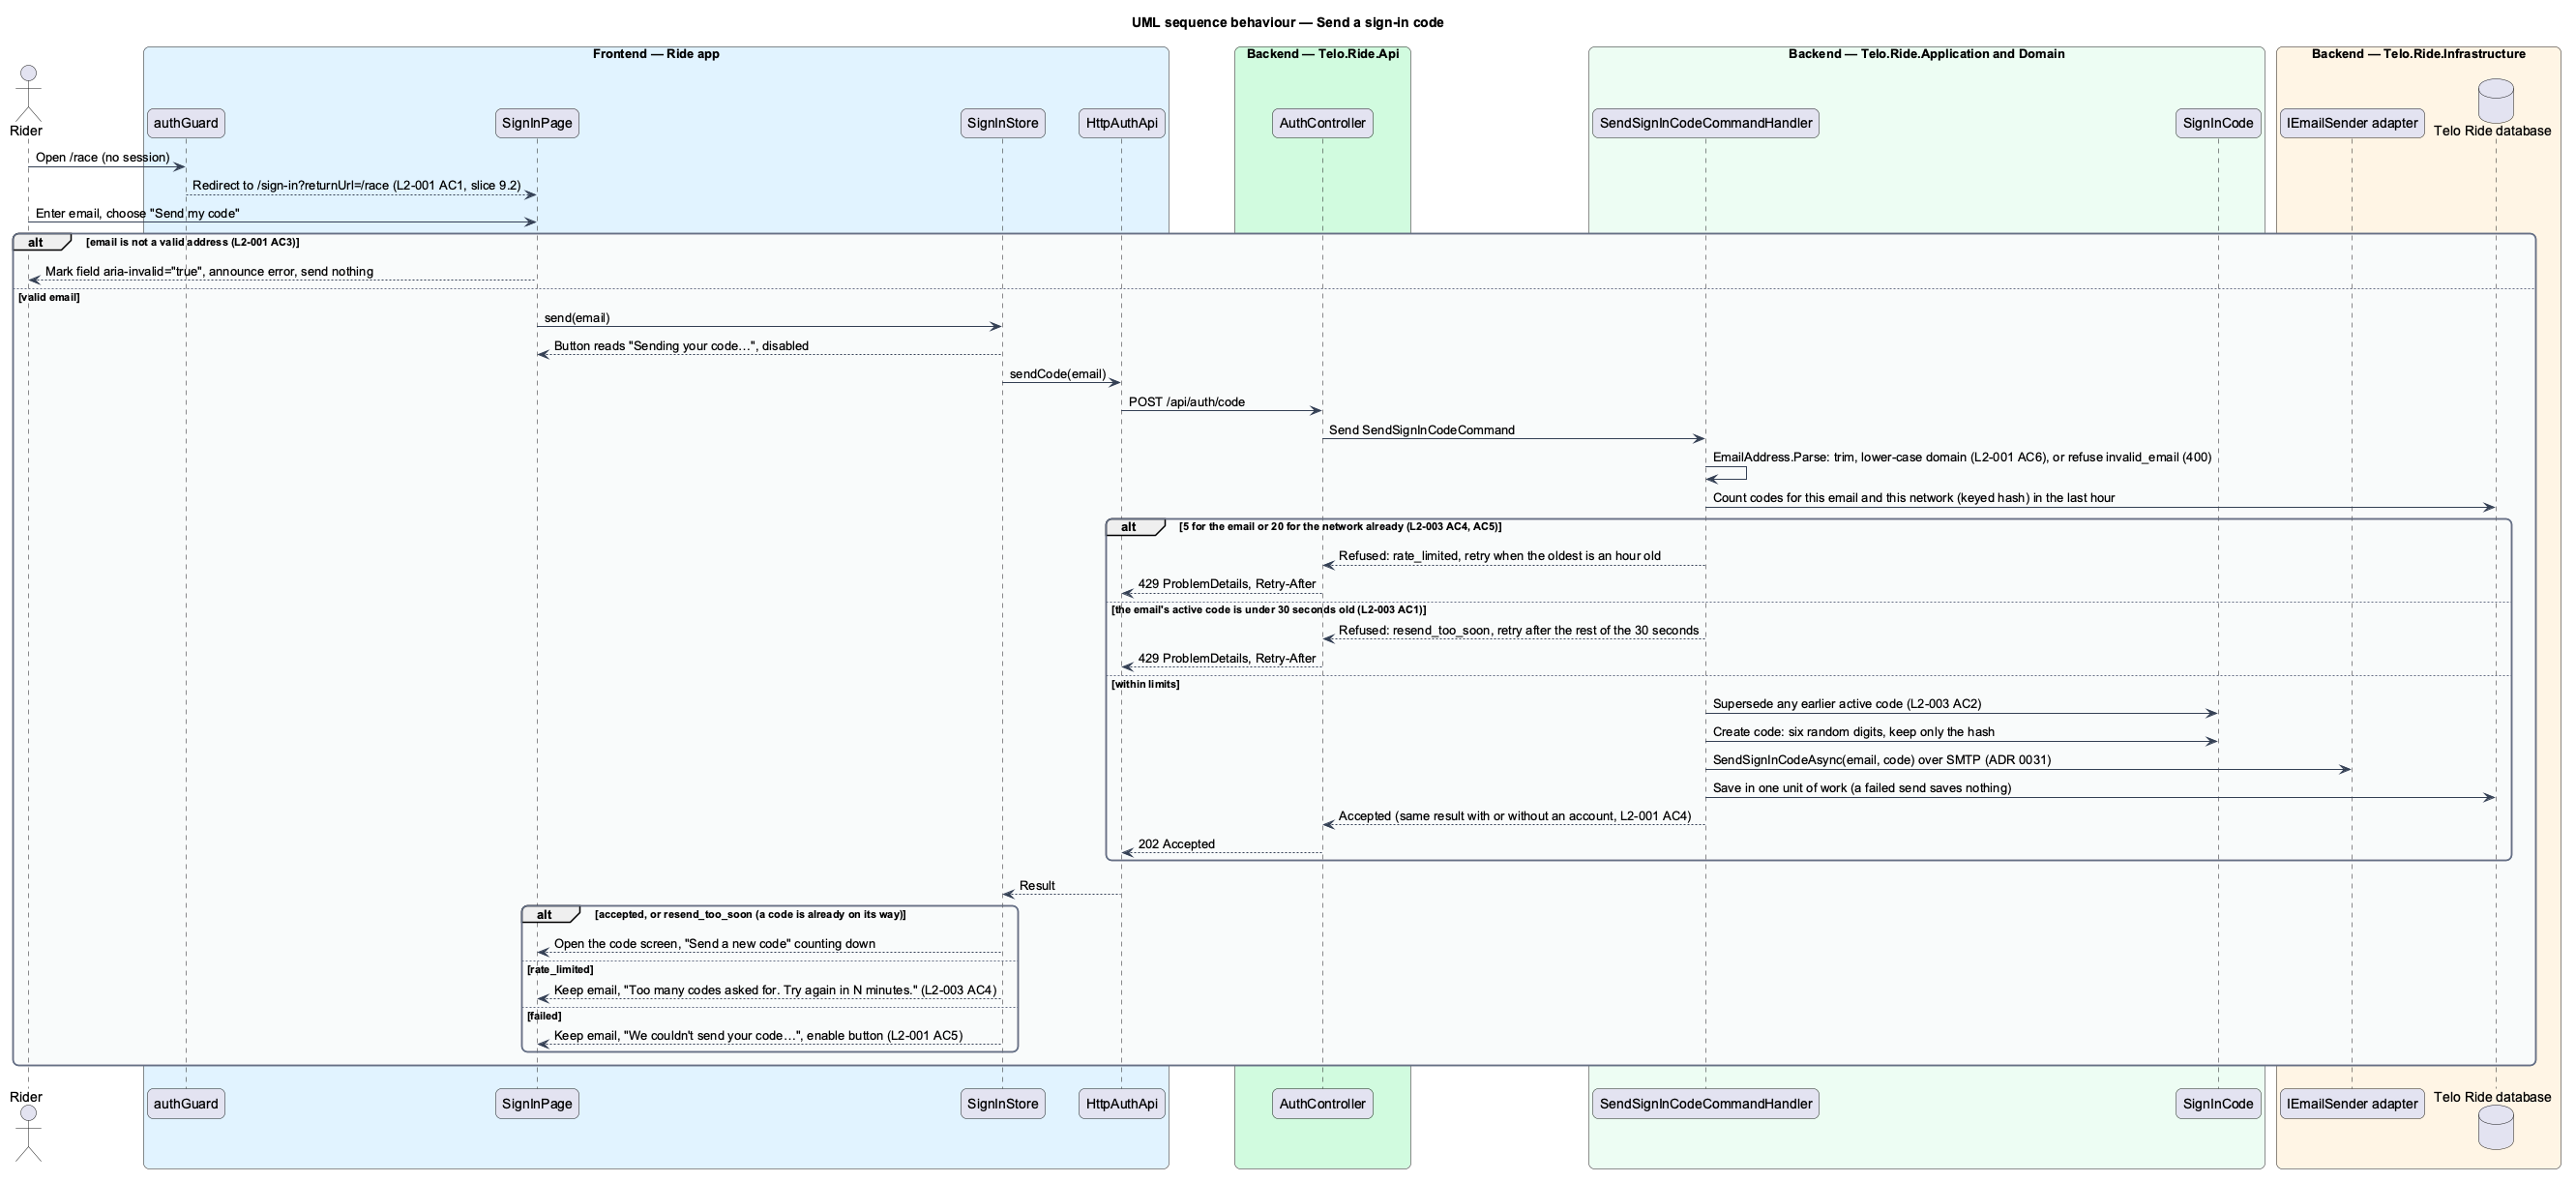 UML sequence behaviour — Send a sign-in code
Frontend — Ride app
Backend — Telo.Ride.Api
Backend — Telo.Ride.Application and Domain
Backend — Telo.Ride.Infrastructure
Rider
authGuard
SignInPage
SignInStore
HttpAuthApi
AuthController
SendSignInCodeCommandHandler
SignInCode
IEmailSender adapter
Telo Ride database
Open /race (no session)
Redirect to /sign-in?returnUrl=/race (L2-001 AC1, slice 9.2)
Enter email, choose "Send my code"
alt [email is not a valid address (L2-001 AC3)]
Mark field aria-invalid="true", announce error, send nothing
[valid email]
send(email)
Button reads "Sending your code…", disabled
sendCode(email)
POST /api/auth/code
Send SendSignInCodeCommand
EmailAddress.Parse: trim, lower-case domain (L2-001 AC6), or refuse invalid_email (400)
Count codes for this email and this network (keyed hash) in the last hour
alt [5 for the email or 20 for the network already (L2-003 AC4, AC5)]
Refused: rate_limited, retry when the oldest is an hour old
429 ProblemDetails, Retry-After
[the email's active code is under 30 seconds old (L2-003 AC1)]
Refused: resend_too_soon, retry after the rest of the 30 seconds
429 ProblemDetails, Retry-After
[within limits]
Supersede any earlier active code (L2-003 AC2)
Create code: six random digits, keep only the hash
SendSignInCodeAsync(email, code) over SMTP (ADR 0031)
Save in one unit of work (a failed send saves nothing)
Accepted (same result with or without an account, L2-001 AC4)
202 Accepted
Result
alt [accepted, or resend_too_soon (a code is already on its way)]
Open the code screen, "Send a new code" counting down
[rate_limited]
Keep email, "Too many codes asked for. Try again in N minutes." (L2-003 AC4)
[failed]
Keep email, "We couldn't send your code…", enable button (L2-001 AC5)
Rider
authGuard
SignInPage
SignInStore
HttpAuthApi
AuthController
SendSignInCodeCommandHandler
SignInCode
IEmailSender adapter
Telo Ride database